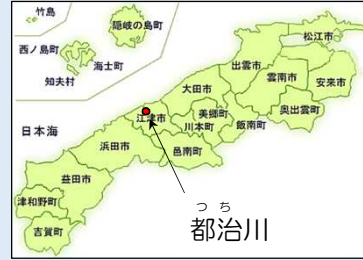 竹島
隠岐の島町
西ノ島町
海士町
知夫村
松江市
出雲市
雲南市
安来市
大田市
奥出雲町
美郷町
飯南町
江津市
川本町
日本海
浜田市
邑南町
益田市
津和野町
吉賀町
つち
都治川